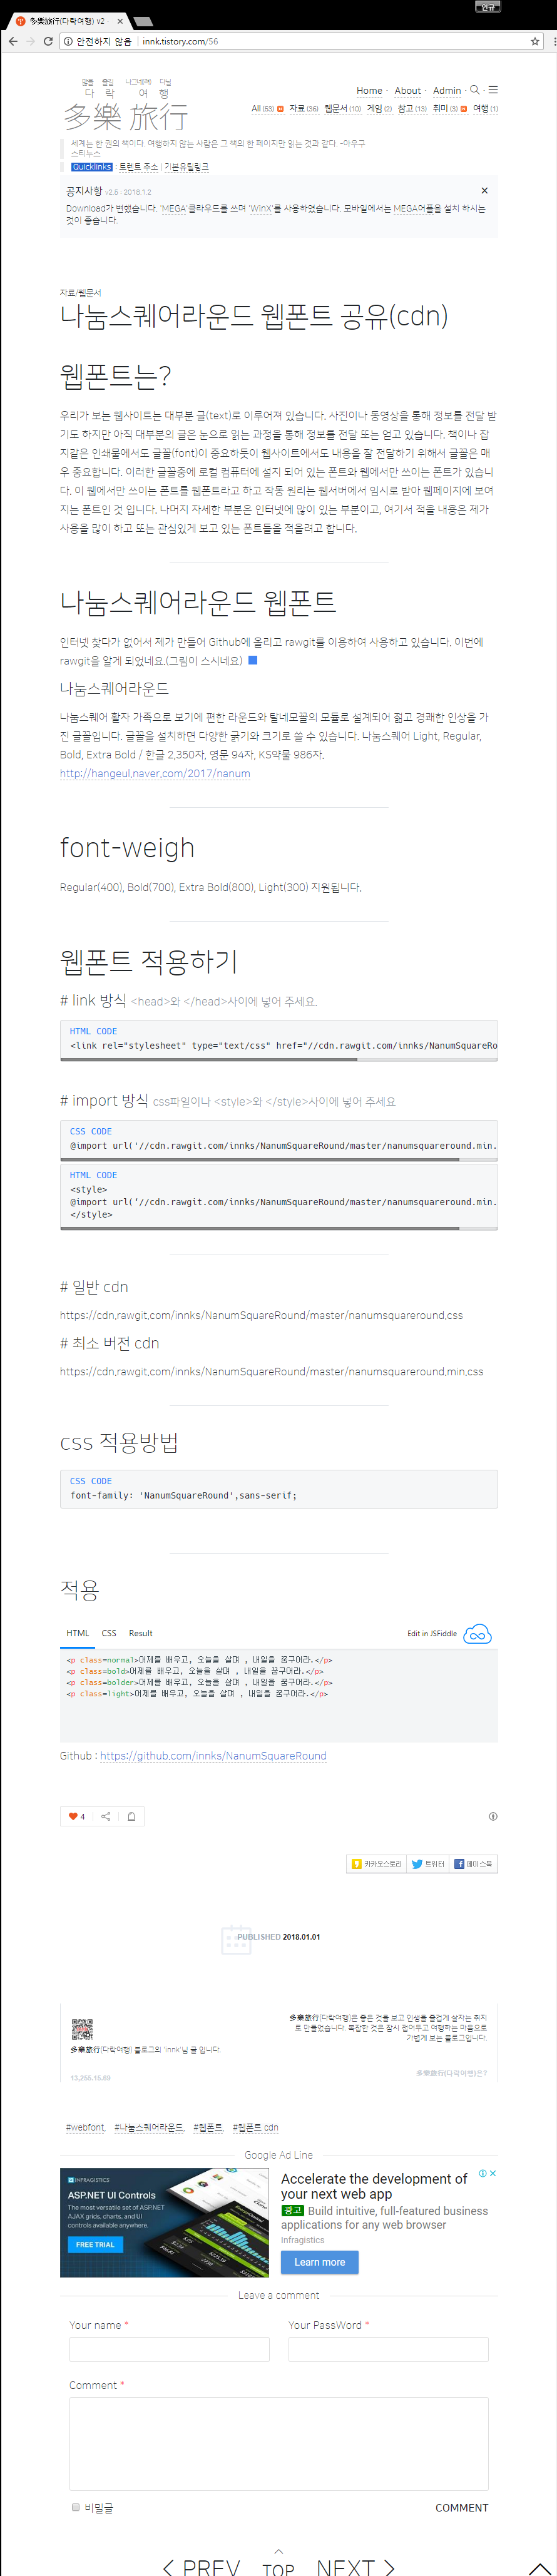 인규
多樂旅行(다락여행) v2
안전하지 않음 innk.tistory.com/56
많을 즐길 나그네(려) 다닐
다 락 여 행
多樂 旅行
Home · About · Admin
All (53) 자료 (36) 웹문서 (10) 게임 (2) 참고 (13) 취미 (3) 여행 (1)
세계는 한 권의 책이다. 여행하지 않는 사람은 그 책의 한 페이지만 읽는 것과 같다. -아우구
스티누스
Quicklinks : 토렌트 주소 | 기본유틸링크
공지사항 v2.5 : 2018.1.2
Download가 변했습니다. 'MEGA'클라우드를 쓰며 'WinX'를 사용하였습니다. 모바일에서는 MEGA어플을 설치 하시는
것이 좋습니다.
자료/웹문서
나눔스퀘어라운드 웹폰트 공유(cdn)
웹폰트는?
우리가 보는 웹사이트는 대부분 글(text)로 이루어져 있습니다. 사진이나 동영상을 통해 정보를 전달 받
기도 하지만 아직 대부분의 글은 눈으로 읽는 과정을 통해 정보를 전달 또는 얻고 있습니다. 책이나 잡
지같은 인쇄물에서도 글꼴(font)이 중요하듯이 웹사이트에서도 내용을 잘 전달하기 위해서 글꼴은 매
우 중요합니다. 이러한 글꼴중에 로컬 컴퓨터에 설지 되어 있는 폰트와 웹에서만 쓰이는 폰트가 있습니
다. 이 웹에서만 쓰이는 폰트를 웹폰트라고 하고 작동 원리는 웹서버에서 임시로 받아 웹페이지에 보여
지는 폰트인 것 입니다. 나머지 자세한 부분은 인터넷에 많이 있는 부분이고, 여기서 적을 내용은 제가
사용을 많이 하고 또는 관심있게 보고 있는 폰트들을 적을려고 합니다.
나눔스퀘어라운드 웹폰트
인터넷 찾다가 없어서 제가 만들어 Github에 올리고 rawgit를 이용하여 사용하고 있습니다. 이번에
rawgit을 알게 되었네요.(그림이 스시네요)
나눔스퀘어라운드
나눔스퀘어 활자 가족으로 보기에 편한 라운드와 탈네모꼴의 모듈로 설계되어 젊고 경쾌한 인상을 가
진 글꼴입니다. 글꼴을 설치하면 다양한 굵기와 크기로 쓸 수 있습니다. 나눔스퀘어 Light, Regular,
Bold, Extra Bold / 한글 2,350자, 영문 94자, KS약물 986자.
http://hangeul.naver.com/2017/nanum
font-weigh
Regular(400), Bold(700), Extra Bold(800), Light(300) 지원됩니다.
웹폰트 적용하기
# link 방식 <head>와 </head>사이에 넣어 주세요.
HTML CODE
<link rel="stylesheet" type="text/css" href="//cdn.rawgit.com/innks/NanumSquareRo
# import 방식 css파일이나 <style>와 </style>사이에 넣어 주세요
CSS CODE
@import url('//cdn.rawgit.com/innks/NanumSquareRound/master/nanumsquareround.min.
HTML CODE
<style>
@import url('//cdn.rawgit.com/innks/NanumSquareRound/master/nanumsquareround.min.
</style>
# 일반 cdn
https://cdn.rawgit.com/innks/NanumSquareRound/master/nanumsquareround.css
# 최소 버전 cdn
https://cdn.rawgit.com/innks/NanumSquareRound/master/nanumsquareround.min.css
css 적용방법
CSS CODE
font-family: 'NanumSquareRound',sans-serif;
적용
HTML CSS Result Edit in JSFiddle
<p class=normal>어제를 배우고, 오늘을 살며 , 내일을 꿈구어라.</p>
<p class=bold>어제를 배우고, 오늘을 살며 , 내일을 꿈구어라.</p>
<p class=bolder>어제를 배우고, 오늘을 살며 , 내일을 꿈구어라.</p>
<p class=light>어제를 배우고, 오늘을 살며 , 내일을 꿈구어라.</p>
Github : https://github.com/innks/NanumSquareRound
4
카카오스토리 트위터 페이스북
PUBLISHED 2018.01.01
多樂旅行(다락여행)은 좋은 것을 보고 인생을 즐겁게 살자는 취지
로 만들었습니다. 복잡한 것은 잠시 접어두고 여행하는 마음으로
가볍게 보는 블로그입니다.
多樂旅行(다락여행) 블로그의 'innk'님 글 입니다.
多樂旅行(다락여행)은?
13,255,15,89
#webfont, #나눔스퀘어라운드, #웹폰트, #웹폰트 cdn
Google Ad Line
INFRAGISTICS
ASP.NET UI Controls
The most versatile set of ASP.NET
AJAX grids, charts, and UI
controls available anywhere.
FREE TRIAL
Accelerate the development of
your next web app
광고 Build intuitive, full-featured business
applications for any web browser
Infragistics
Learn more
Leave a comment
Your name * Your PassWord *
Comment *
비밀글 COMMENT
PREV TOP NEXT